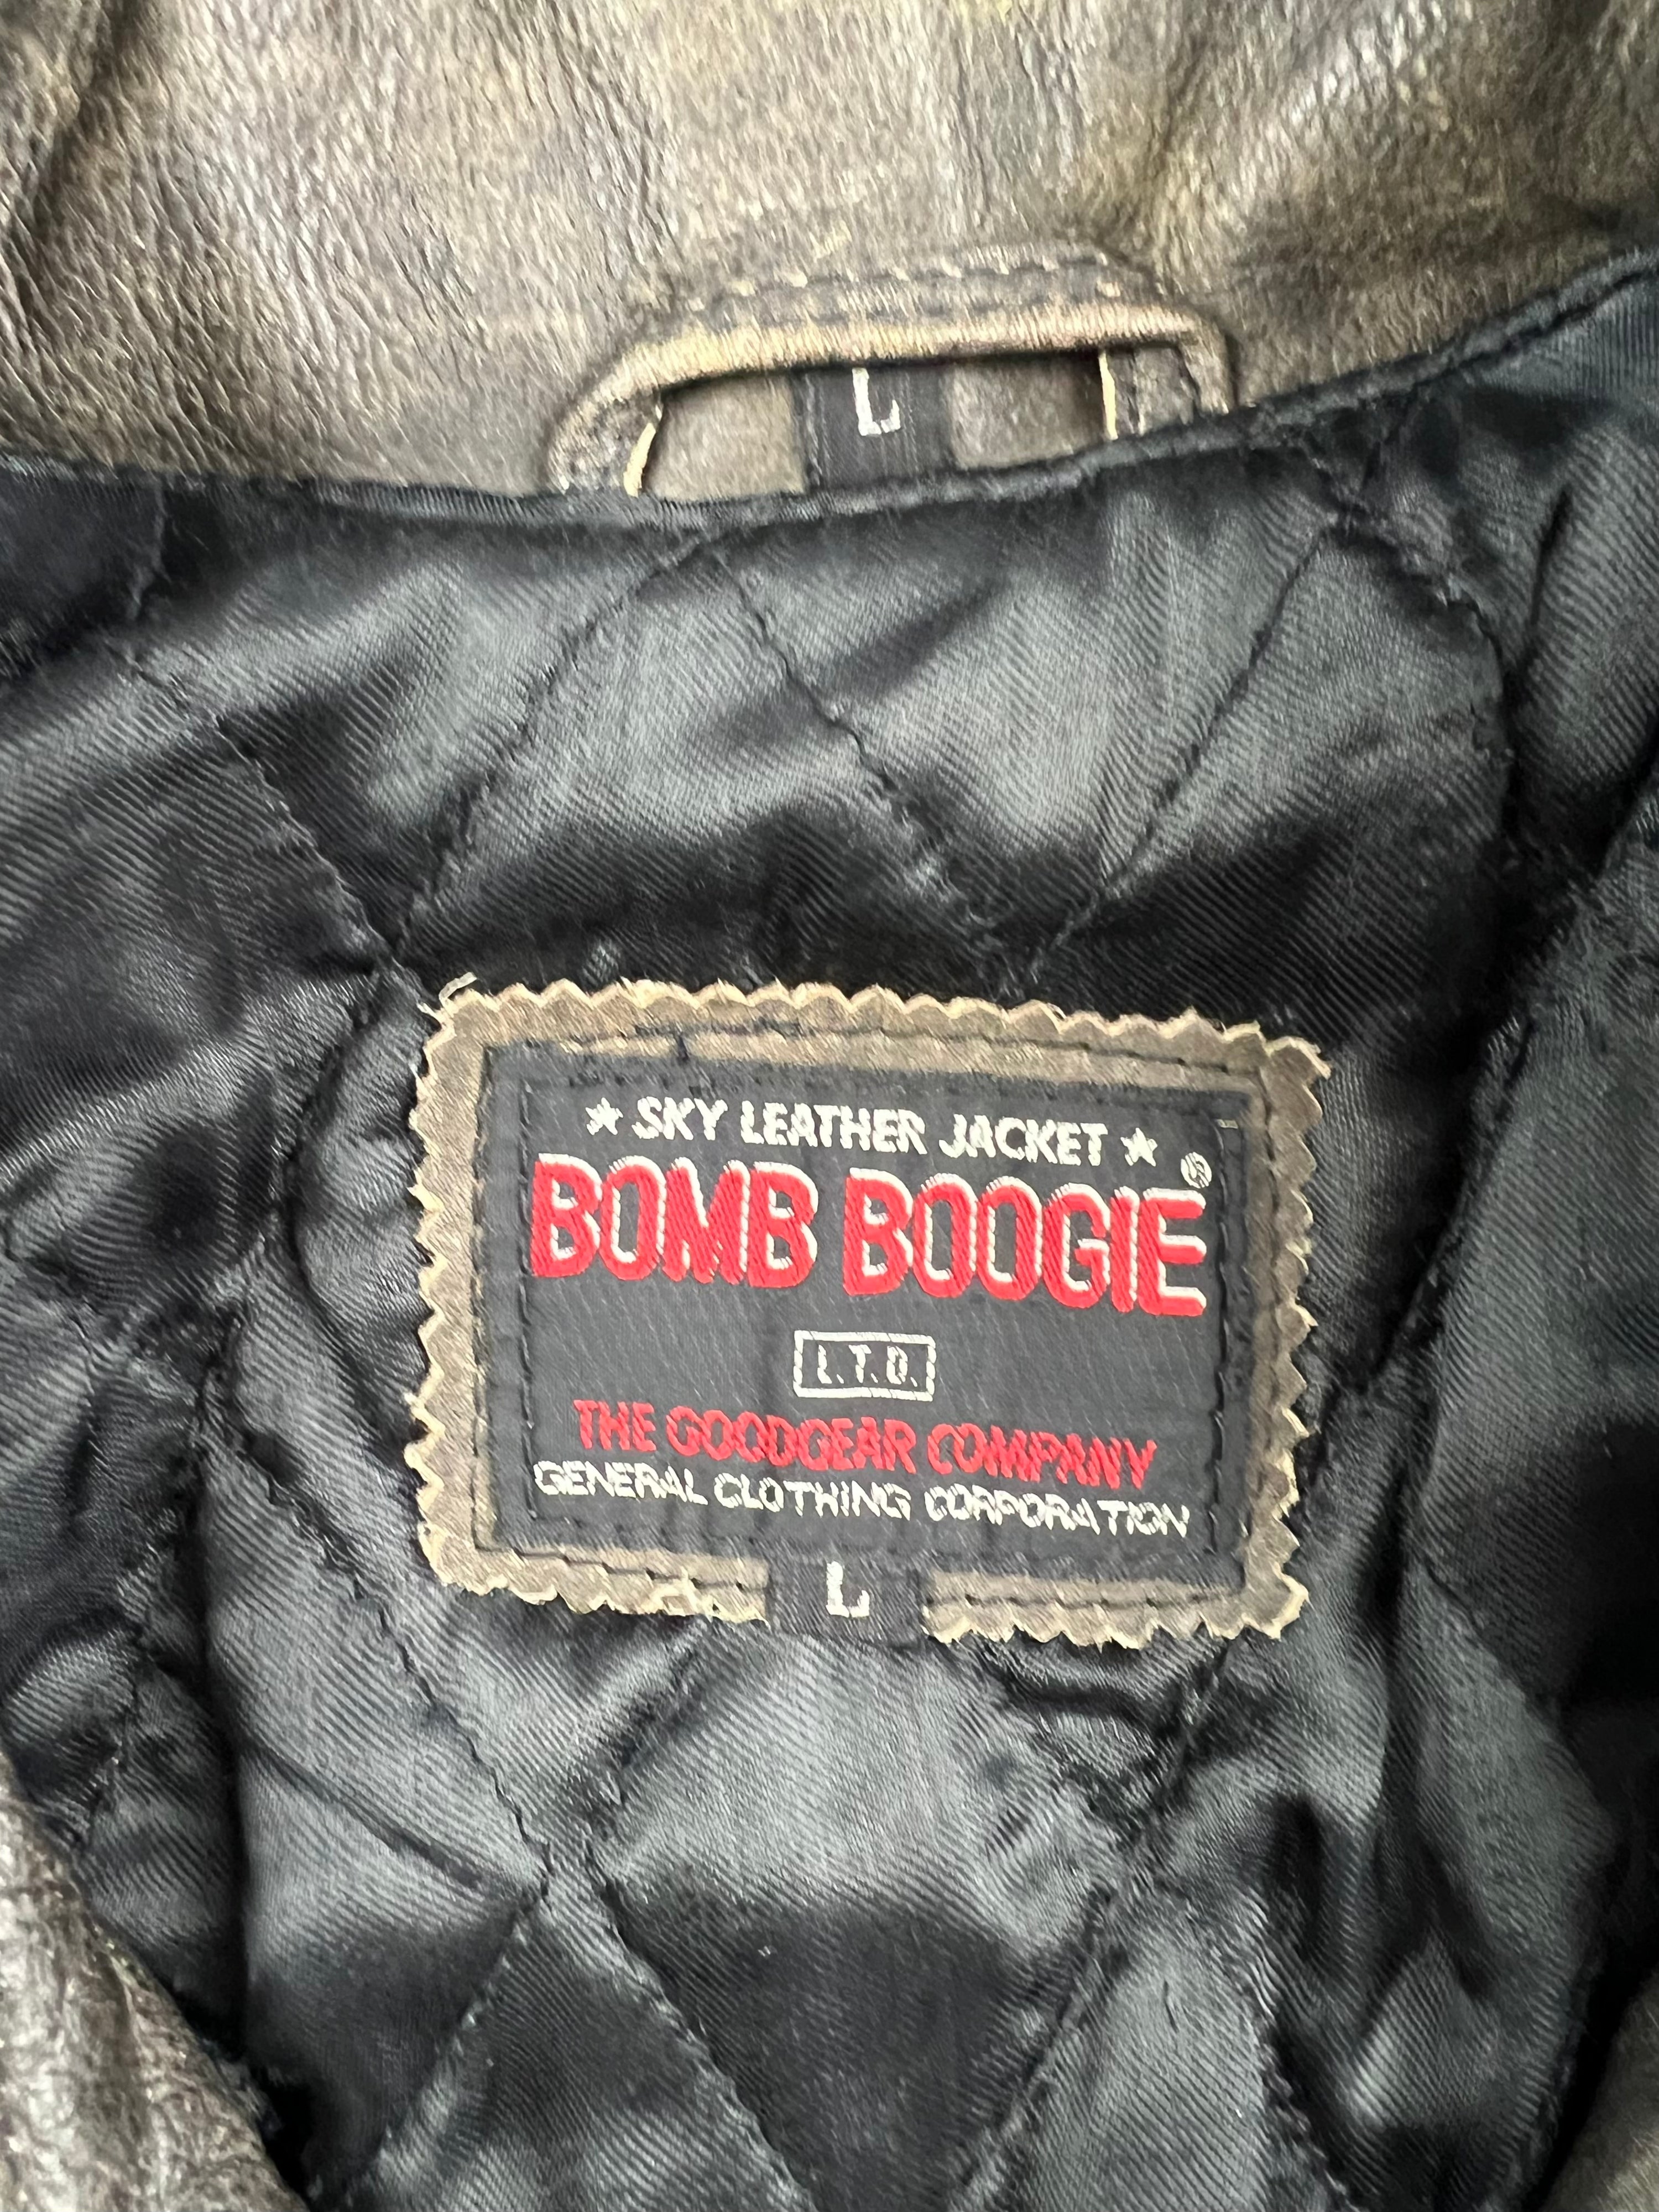 L
★ SKY LEATHER JACKET ★
BOMB BOOGIE®
L.T.D.
THE GOODGEAR COMPANY
GENERAL CLOTHING CORPORATION
L